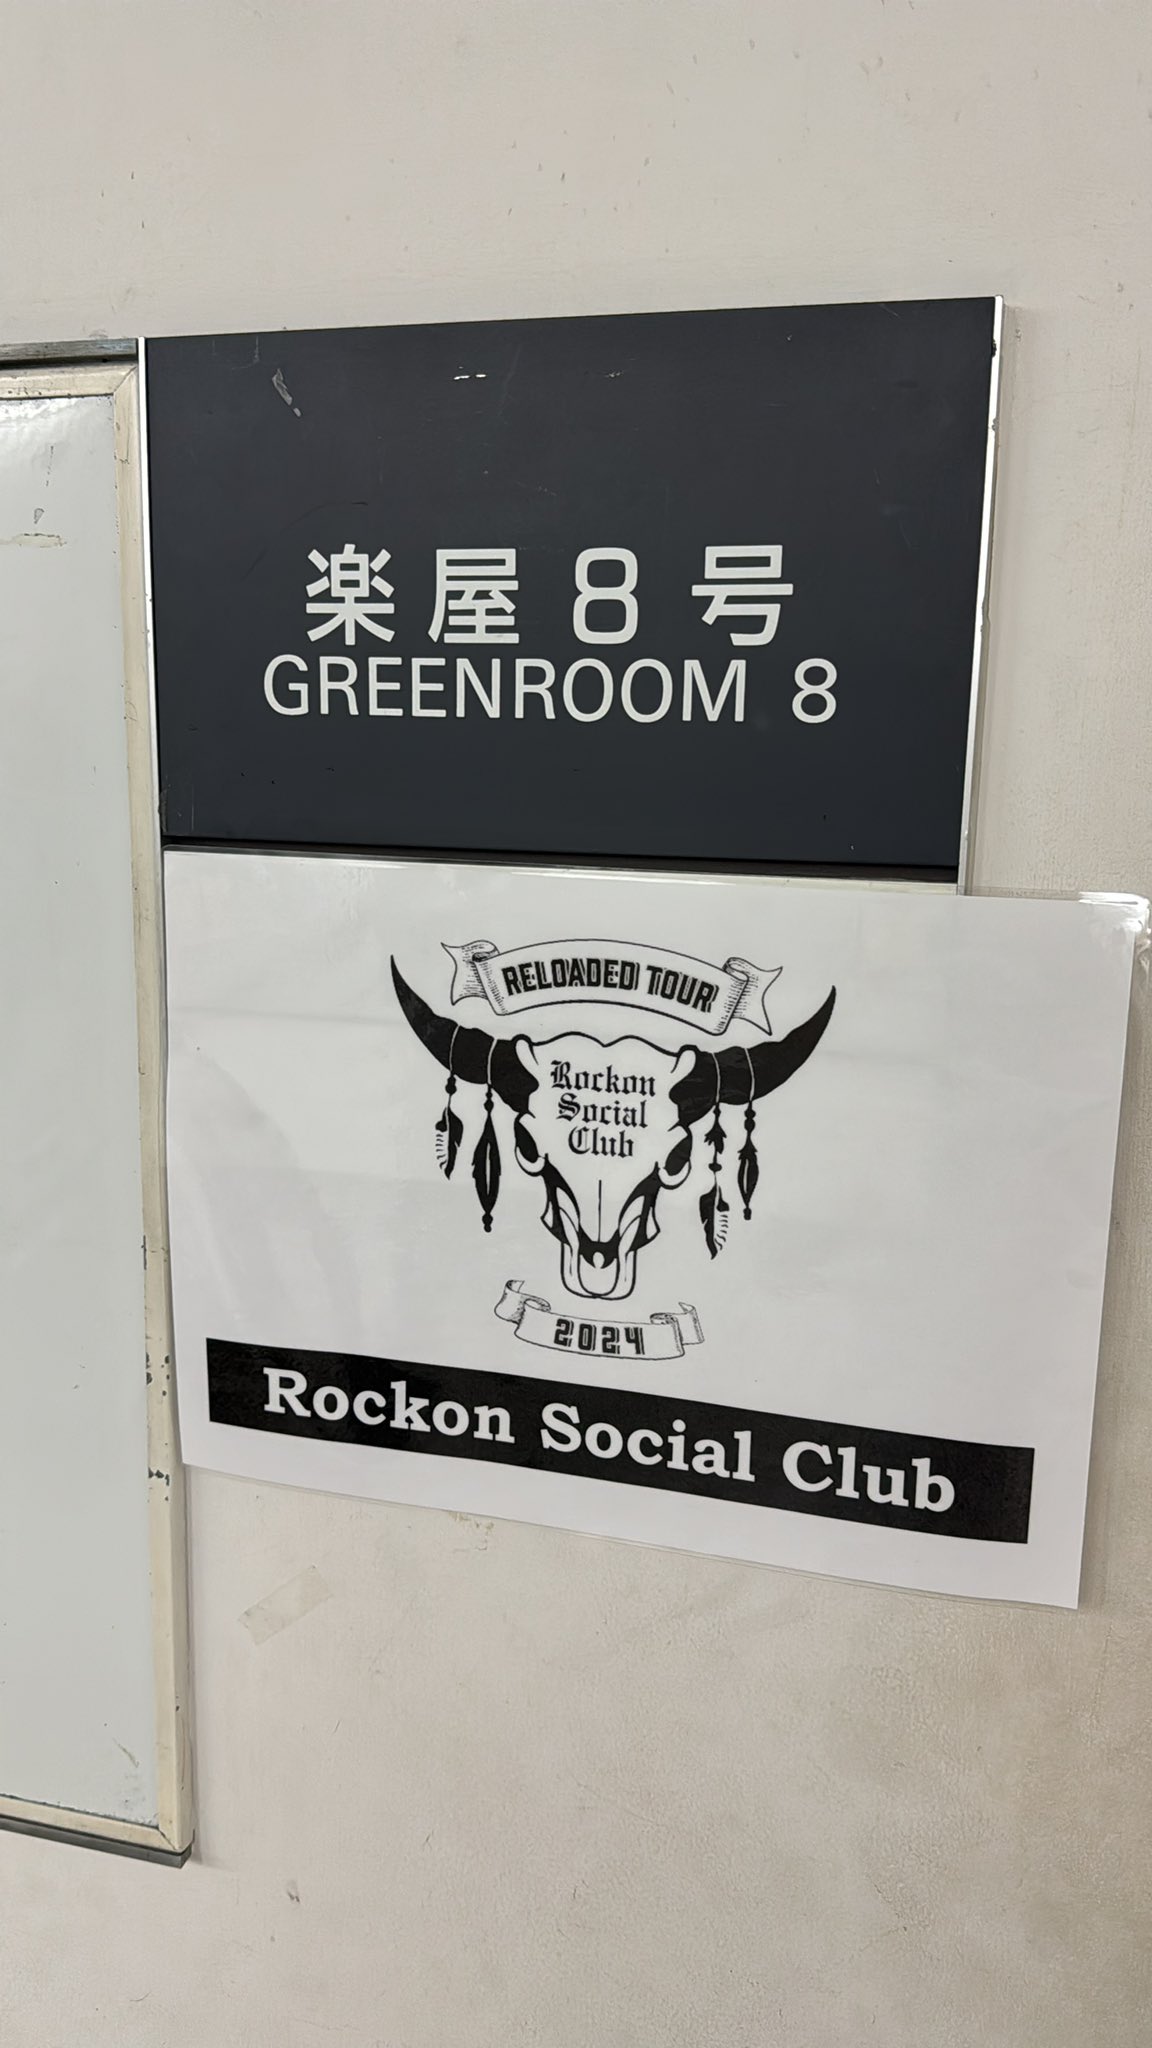 楽屋8号
GREENROOM 8
RELOADED TOUR
Rockon
Social
Club
2024
Rockon Social Club